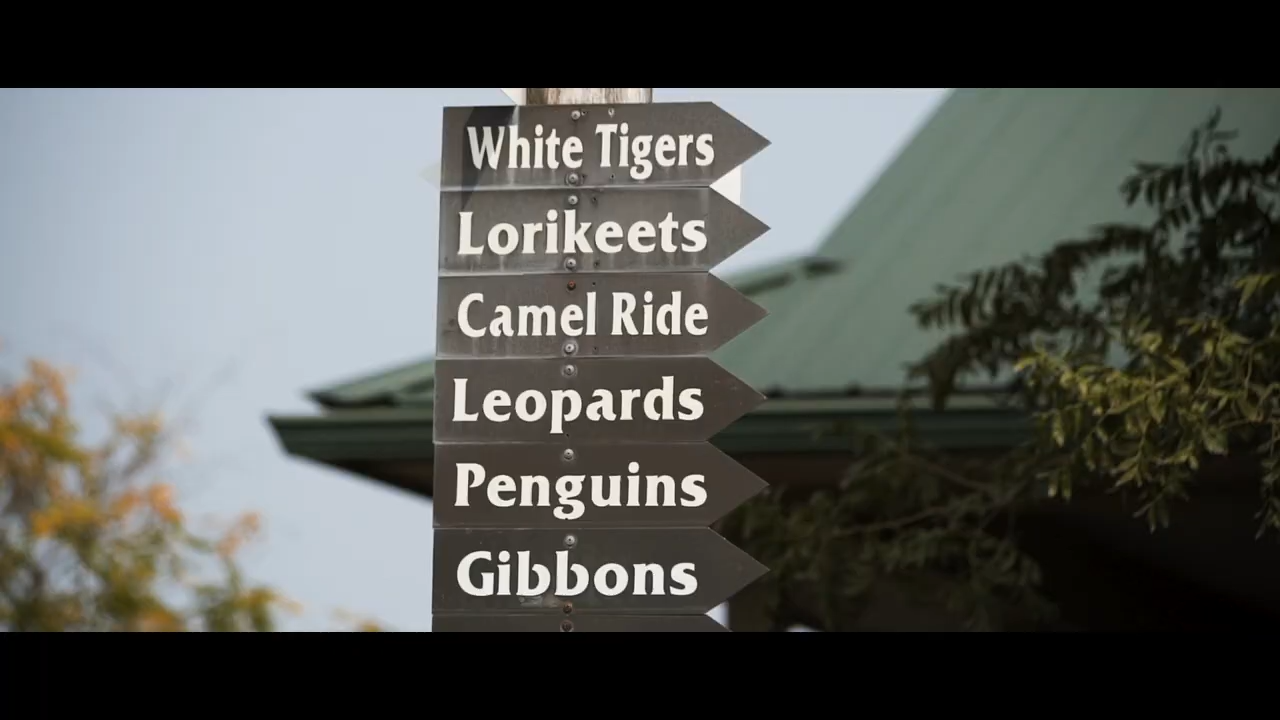 White Tigers
Lorikeets
Camel Ride
Leopards
Penguins
Gibbons